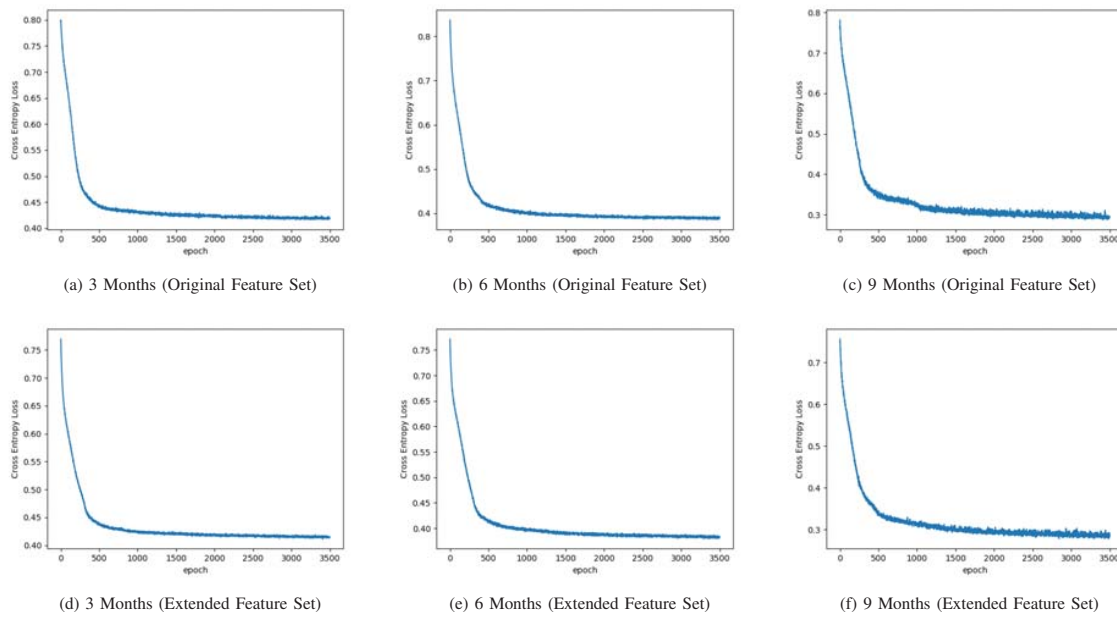 0.80
0.75
0.70
0.65
0.60
0.55
0.50
0.45
0.40
Cross Entropy Loss
0 500 1000 1500 2000 2500 3000 3500
epoch
(a) 3 Months (Original Feature Set)
0.8
0.7
0.6
0.5
0.4
Cross Entropy Loss
0 500 1000 1500 2000 2500 3000 3500
epoch
(b) 6 Months (Original Feature Set)
0.8
0.7
0.6
0.5
0.4
0.3
Cross Entropy Loss
0 500 1000 1500 2000 2500 3000 3500
epoch
(c) 9 Months (Original Feature Set)
0.75
0.70
0.65
0.60
0.55
0.50
0.45
0.40
Cross Entropy Loss
0 500 1000 1500 2000 2500 3000 3500
epoch
(d) 3 Months (Extended Feature Set)
0.75
0.70
0.65
0.60
0.55
0.50
0.45
0.40
Cross Entropy Loss
0 500 1000 1500 2000 2500 3000 3500
epoch
(e) 6 Months (Extended Feature Set)
0.7
0.6
0.5
0.4
0.3
Cross Entropy Loss
0 500 1000 1500 2000 2500 3000 3500
epoch
(f) 9 Months (Extended Feature Set)